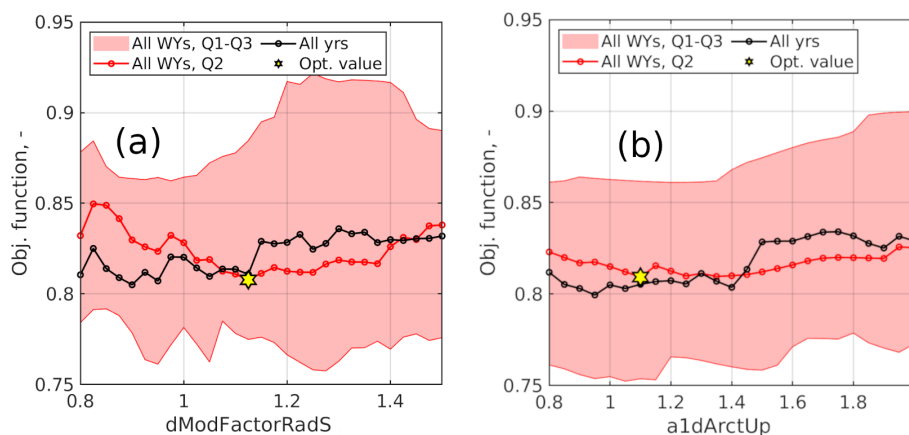 0.95
All WYs, Q1-Q3
All yrs
All WYs, Q2
Opt. value
(a)
0.9
0.85
0.8
0.75
Obj. function, -
0.8
1
1.2
1.4
dModFactorRadS
0.95
All WYs, Q1-Q3
All yrs
All WYs, Q2
Opt. value
(b)
0.9
0.85
0.8
0.75
Obj. function, -
0.8
1
1.2
1.4
1.6
1.8
a1dArctUp